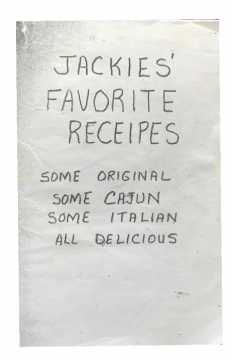 JACKIES'
FAVORITE
RECEIPES
SOME ORIGINAL
SOME CAJUN
SOME ITALIAN
ALL DELICIOUS